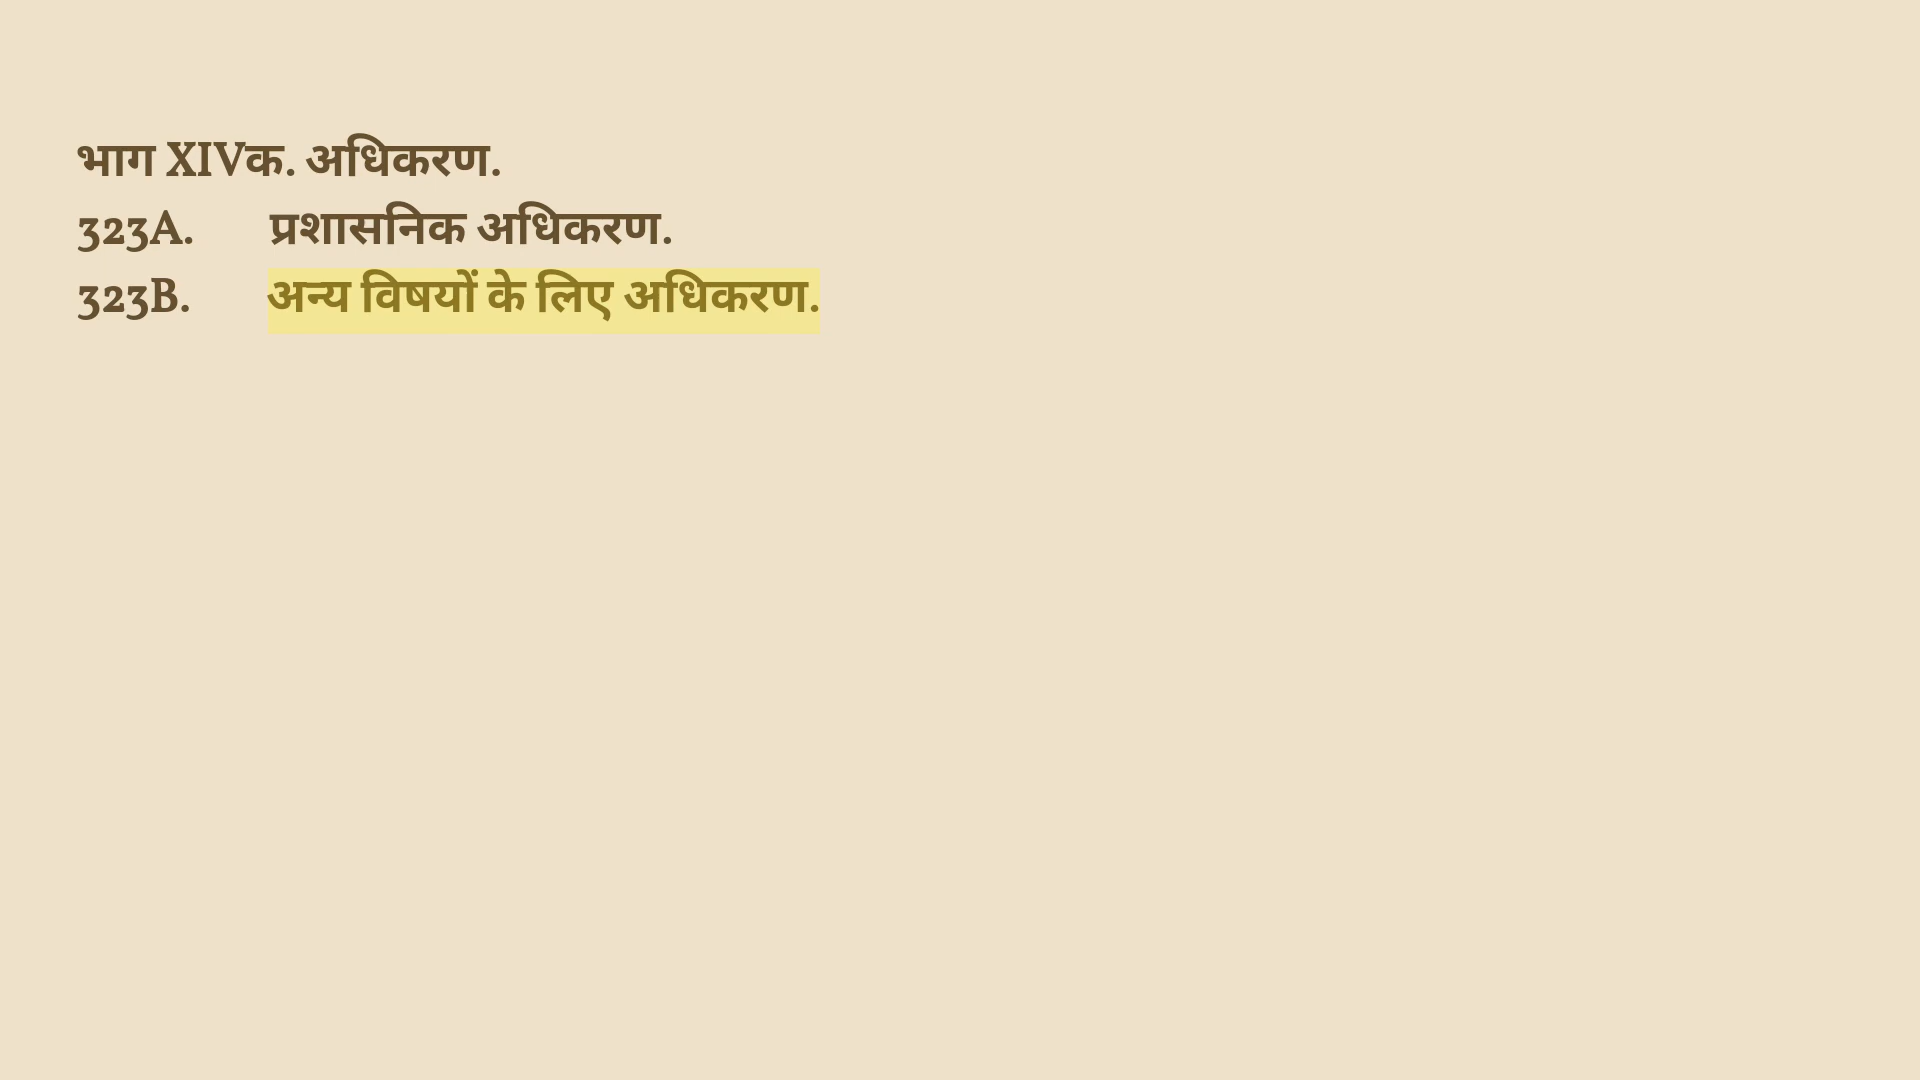 भाग XIVक. अधिकरण.
323A. प्रशासनिक अधिकरण.
323B. अन्य विषयों के लिए अधिकरण.